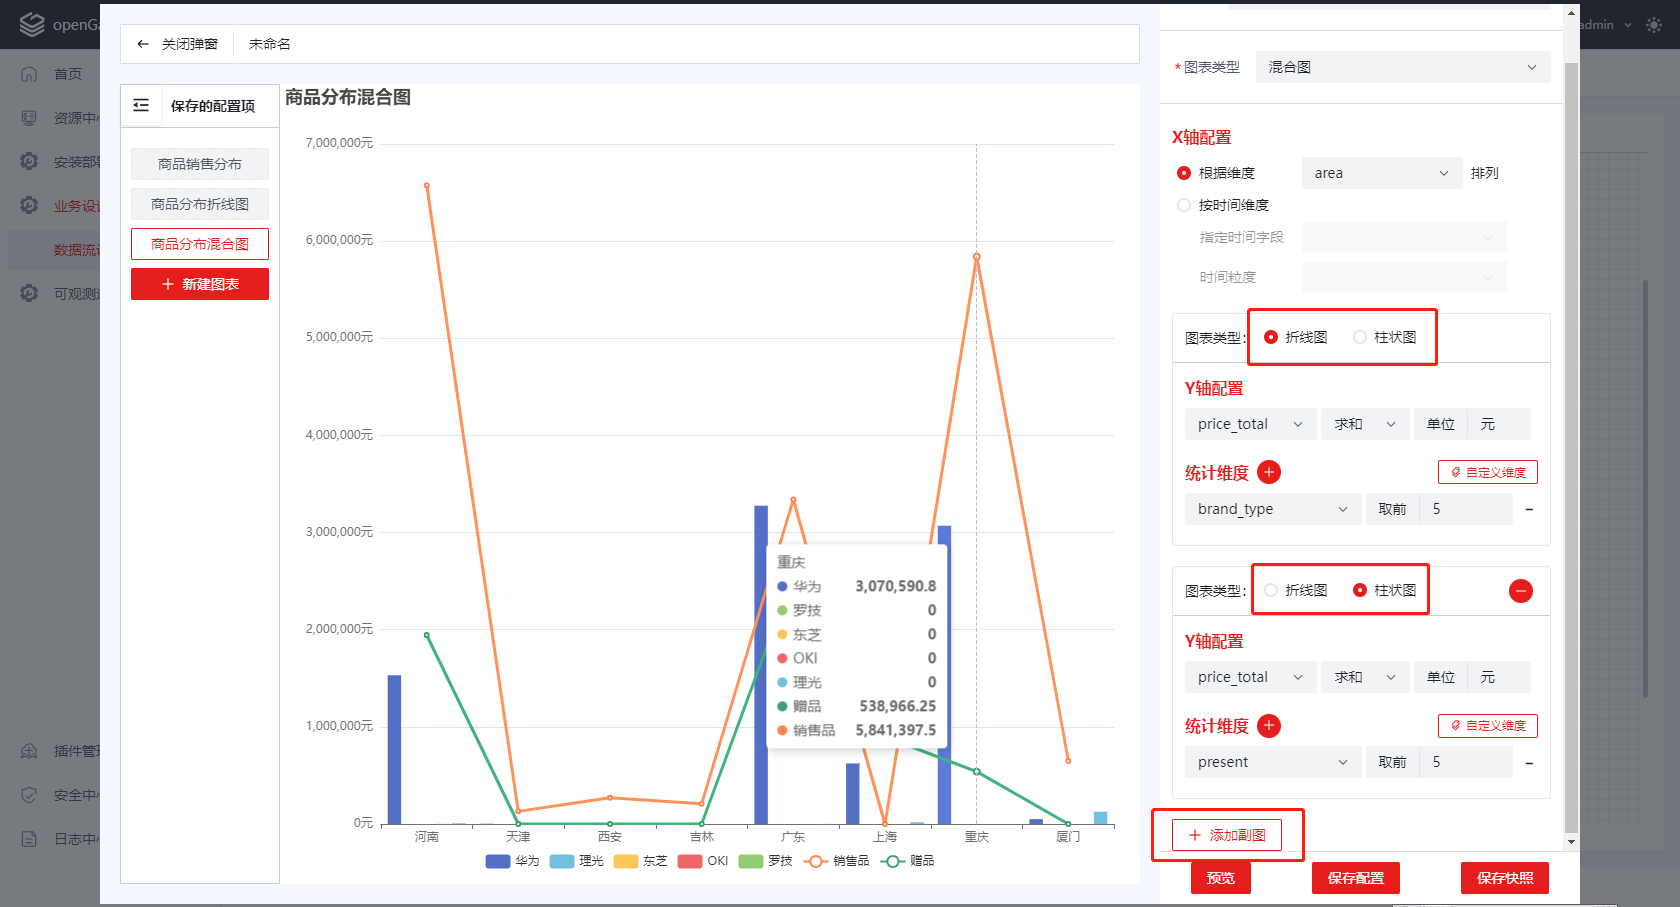 openGa
admin
首页
资源中心
安装部署
业务设计
数据流
可观测
插件管理
安全中心
日志中心
关闭弹窗
未命名
保存的配置项
商品销售分布
商品分布折线图
商品分布混合图
+ 新建图表
商品分布混合图
7,000,000元
6,000,000元
5,000,000元
4,000,000元
3,000,000元
2,000,000元
1,000,000元
0元
河南 天津 西安 吉林 广东 上海 重庆 厦门
重庆
华为 3,070,590.8
罗技 0
东芝 0
OKI 0
理光 0
赠品 538,966.25
销售品 5,841,397.5
华为 理光 东芝 OKI 罗技 销售品 赠品
*图表类型 混合图
X轴配置
根据维度 area 排列
按时间维度
指定时间字段
时间粒度
图表类型: 折线图 柱状图
Y轴配置
price_total 求和 单位 元
统计维度 自定义维度
brand_type 取前 5
图表类型: 折线图 柱状图
Y轴配置
price_total 求和 单位 元
统计维度 自定义维度
present 取前 5
+ 添加副图
预览 保存配置 保存快照